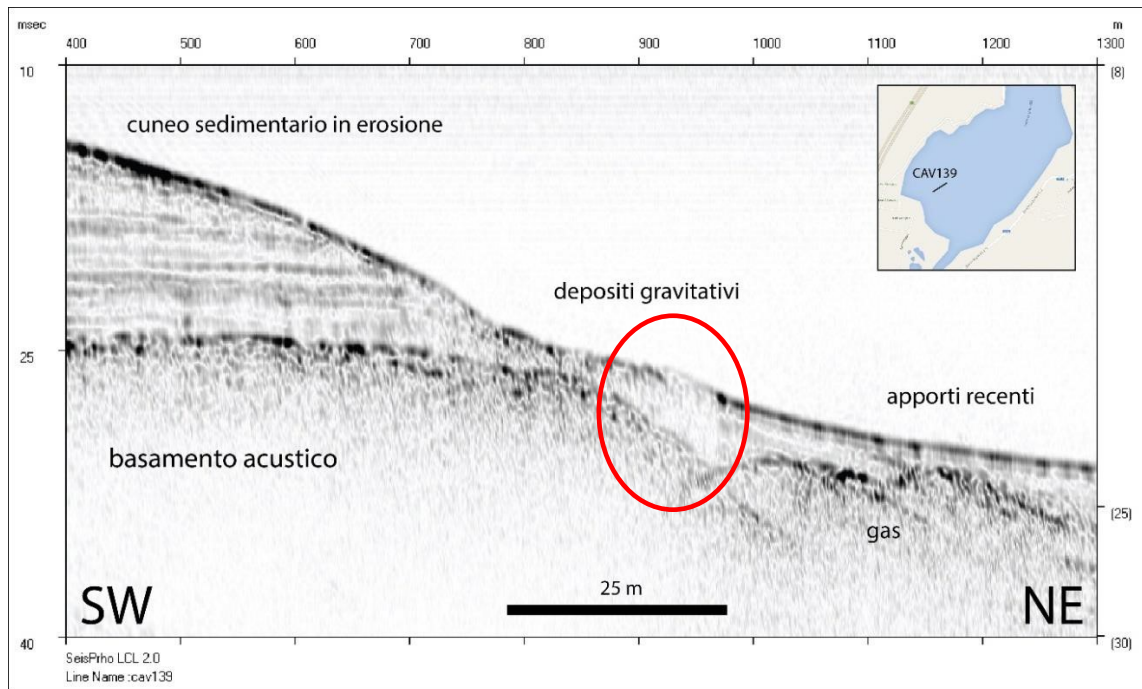 msec
m
400 500 600 700 800 900 1000 1100 1200 1300
10
(8)
cuneo sedimentario in erosione
CAV139
depositi gravitativi
25
apporti recenti
basamento acustico
(25)
gas
25 m
SW
NE
40
(30)
SeisPrho LCL 2.0
Line Name :cav139